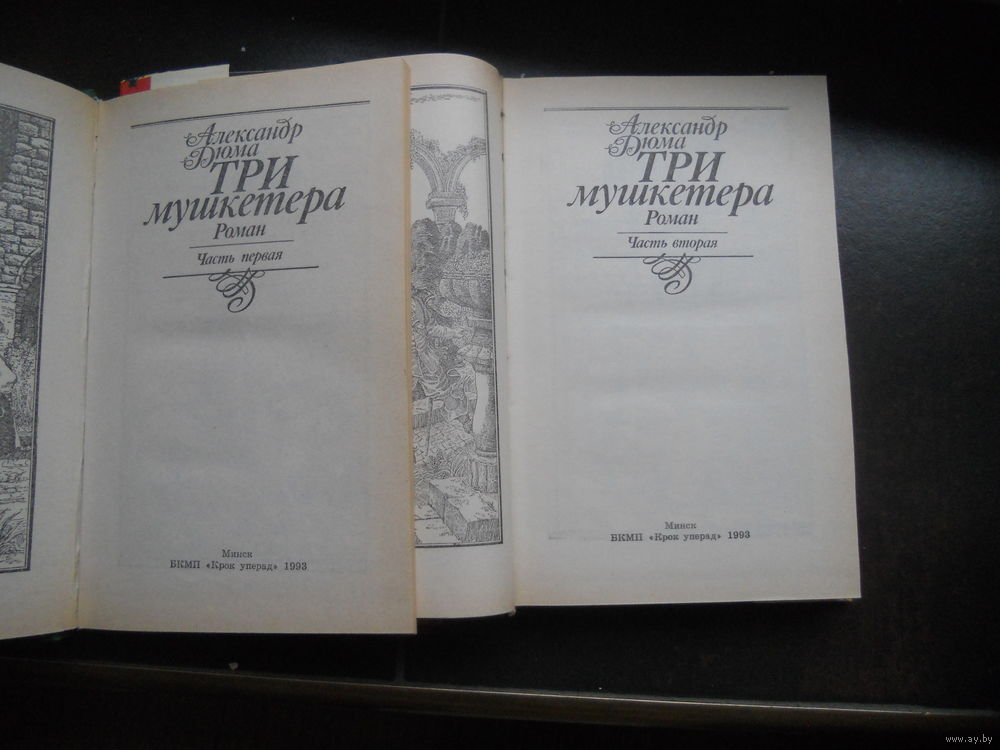 Александр
Дюма
ТРИ
мушкетера
Роман
Часть первая
Минск
БКМП «Крок уперад» 1993
Александр
Дюма
ТРИ
мушкетера
Роман
Часть вторая
Минск
БКМП «Крок уперад» 1993
www.ay.by